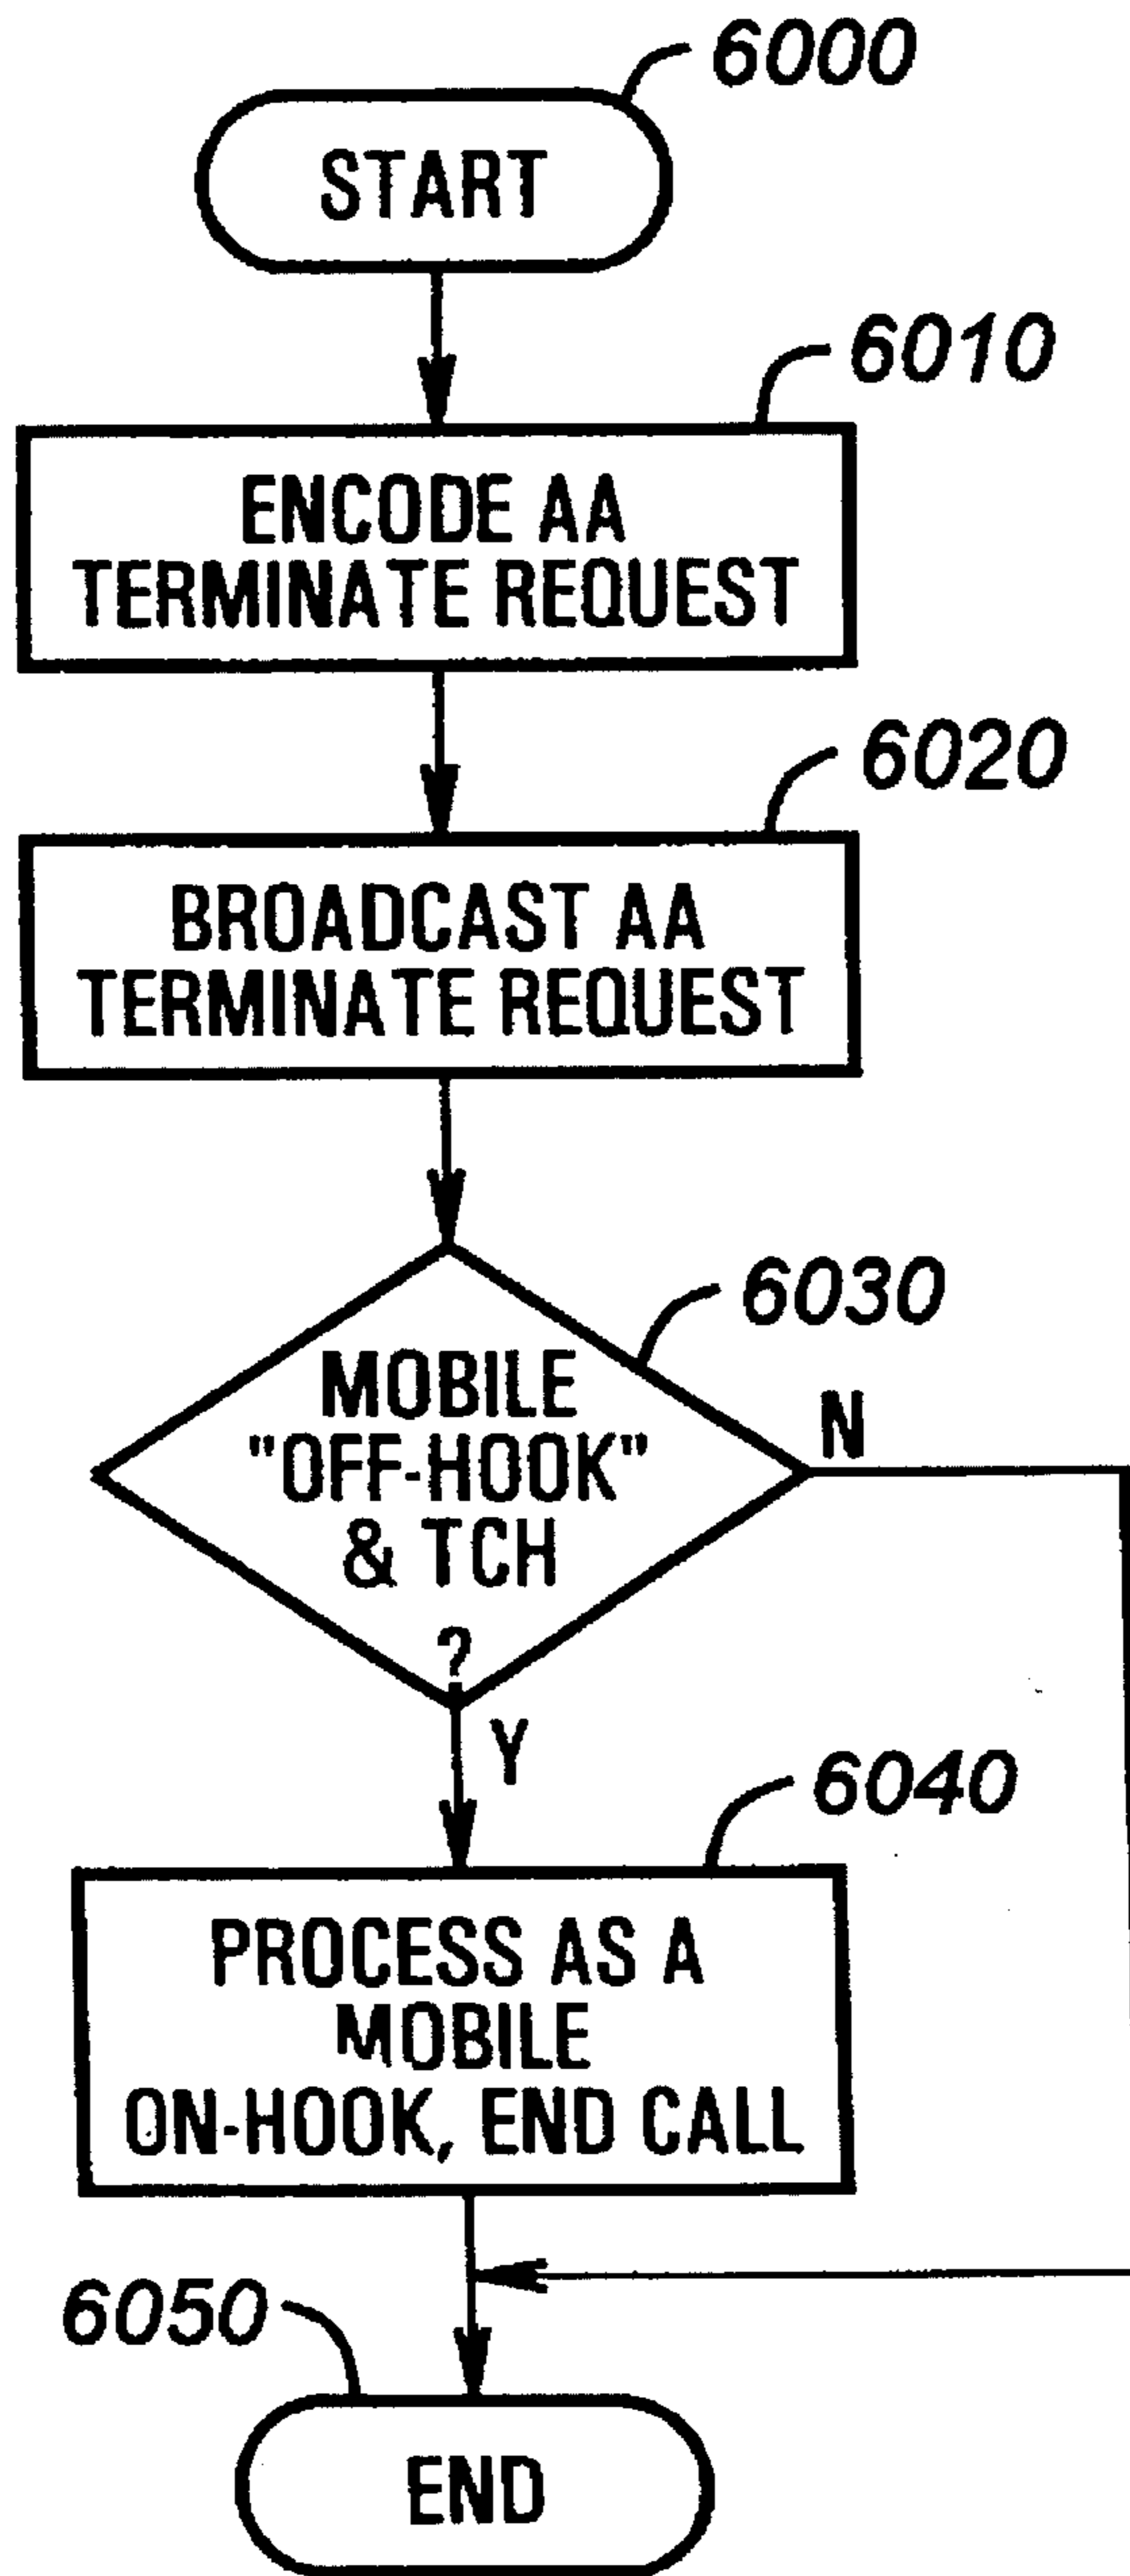 6000
START
6010
ENCODE AA
TERMINATE REQUEST
6020
BROADCAST AA
TERMINATE REQUEST
6030
MOBILE
"OFF-HOOK"
& TCH
?
N
Y
6040
PROCESS AS A
MOBILE
ON-HOOK, END CALL
6050
END